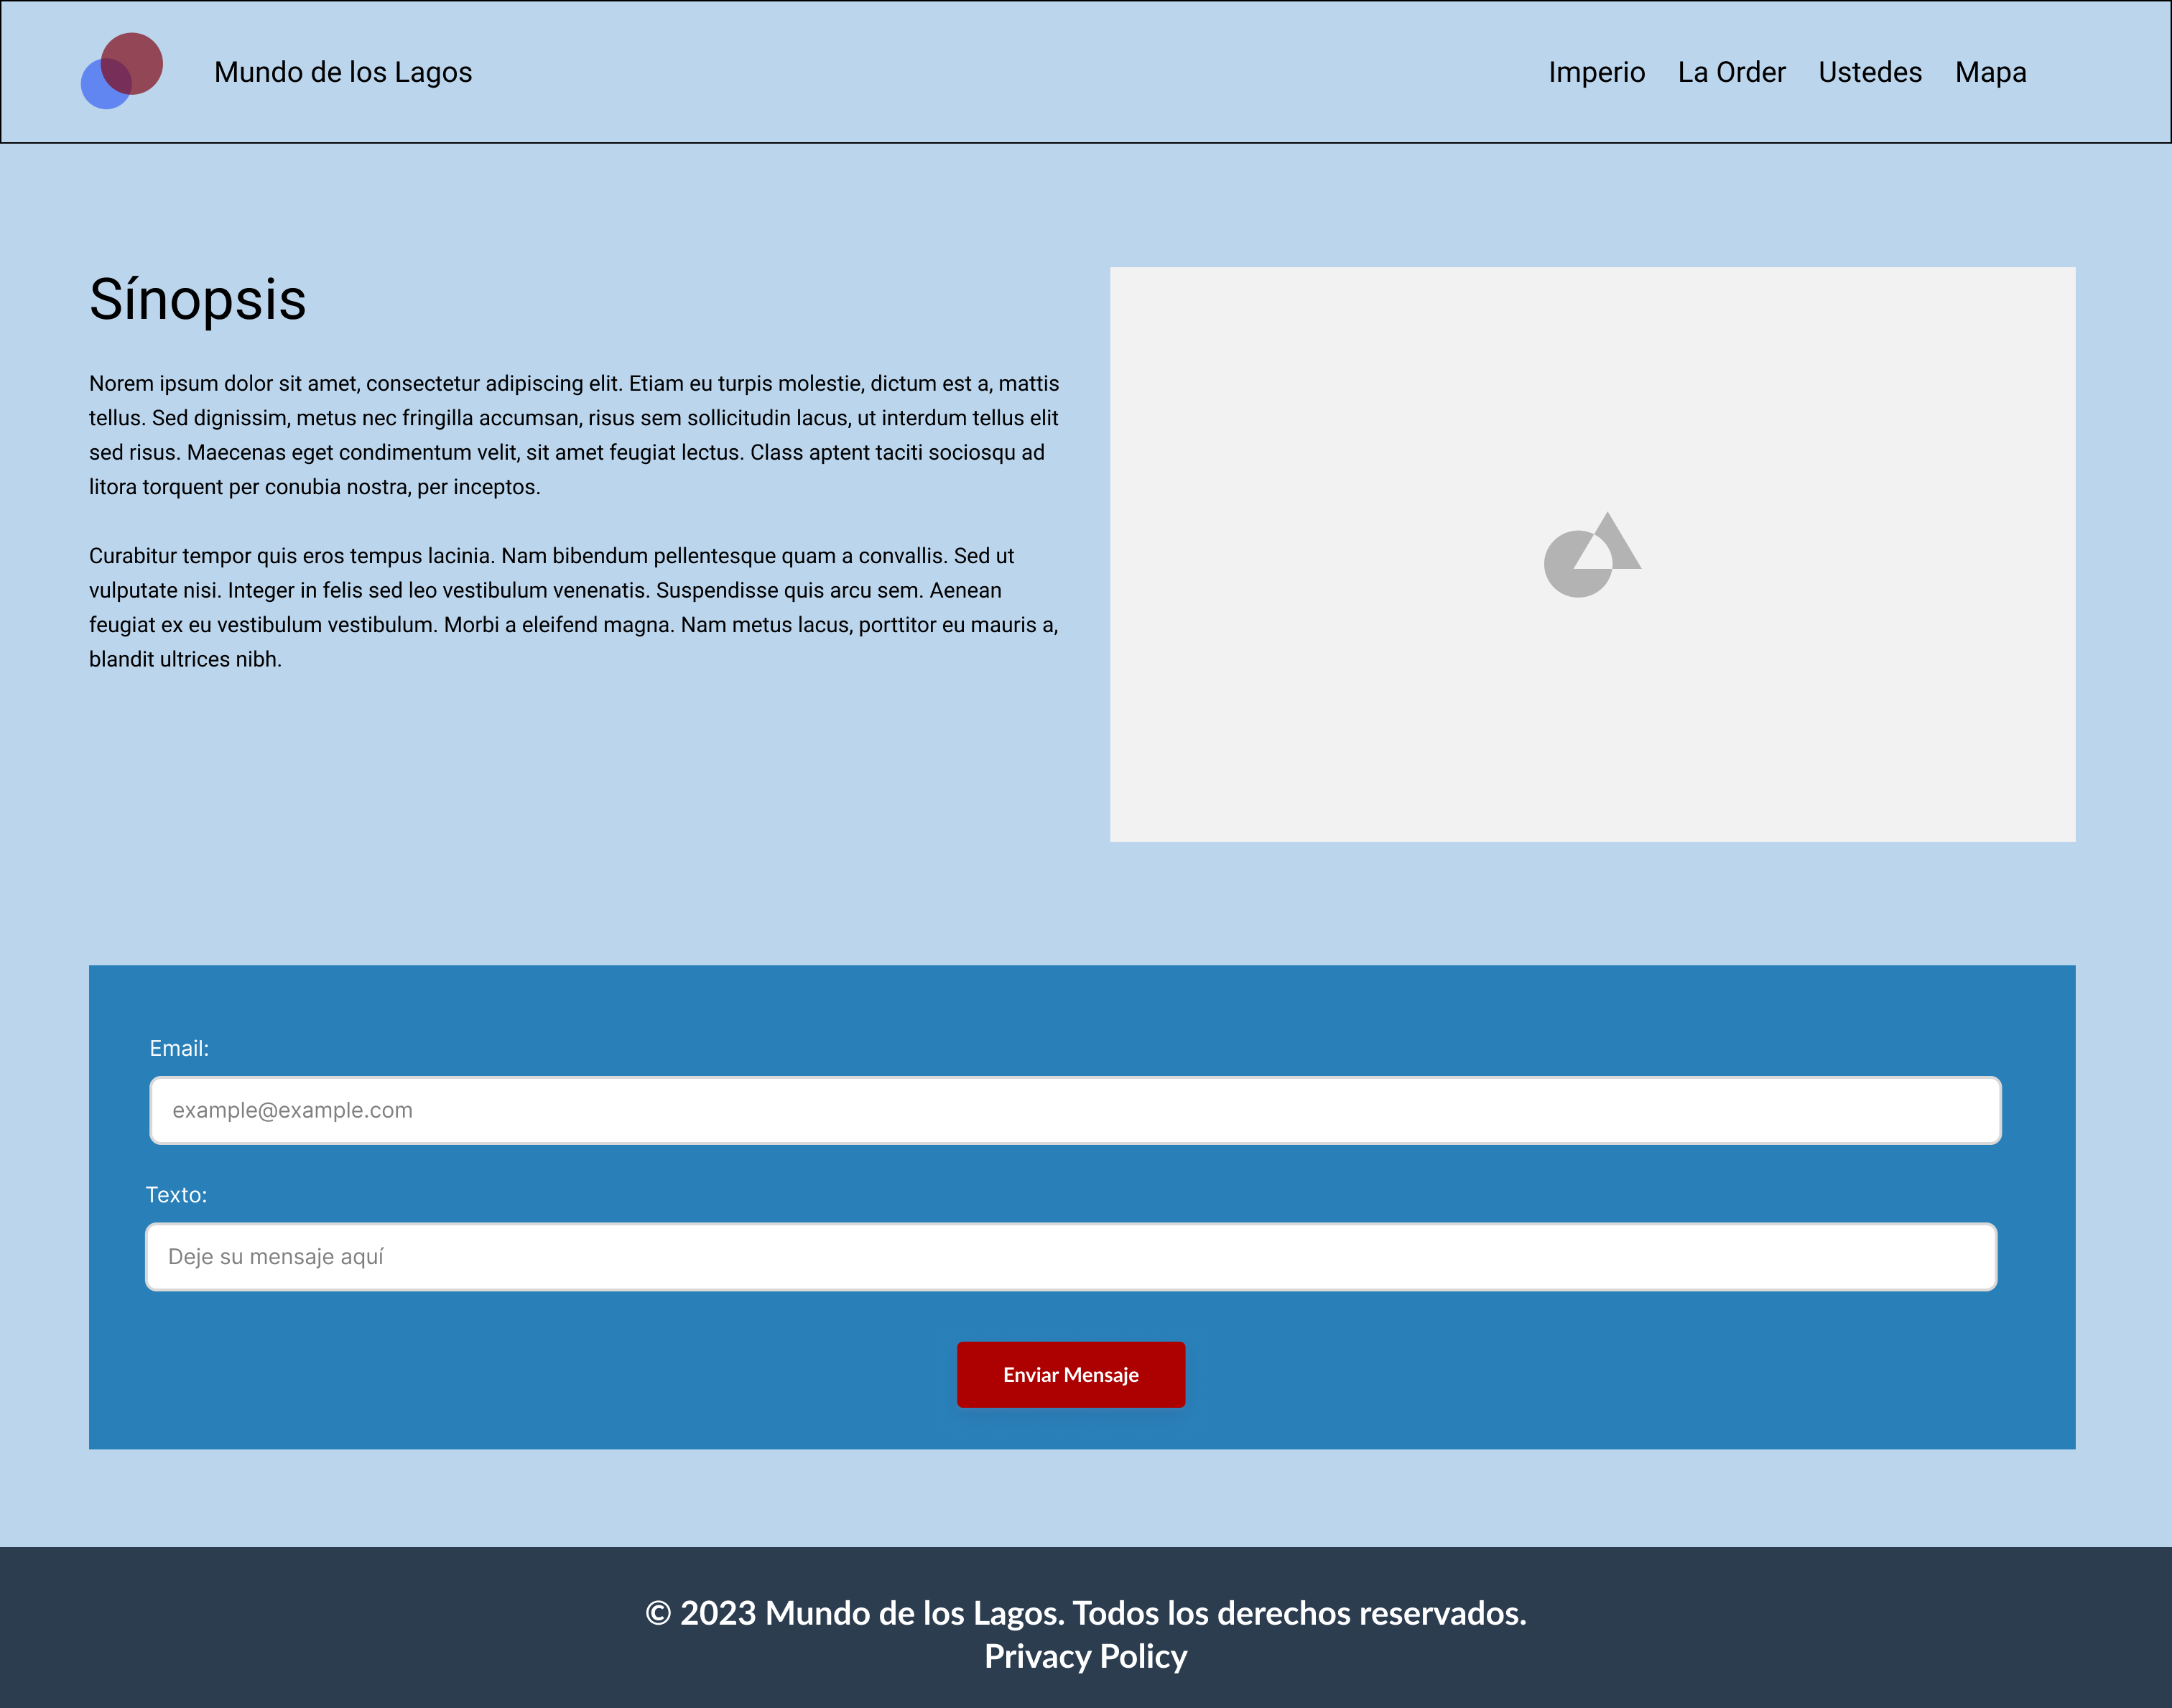 Mundo de los Lagos
Imperio La Order Ustedes Mapa
Sínopsis
Norem ipsum dolor sit amet, consectetur adipiscing elit. Etiam eu turpis molestie, dictum est a, mattis
tellus. Sed dignissim, metus nec fringilla accumsan, risus sem sollicitudin lacus, ut interdum tellus elit
sed risus. Maecenas eget condimentum velit, sit amet feugiat lectus. Class aptent taciti sociosqu ad
litora torquent per conubia nostra, per inceptos.
Curabitur tempor quis eros tempus lacinia. Nam bibendum pellentesque quam a convallis. Sed ut
vulputate nisi. Integer in felis sed leo vestibulum venenatis. Suspendisse quis arcu sem. Aenean
feugiat ex eu vestibulum vestibulum. Morbi a eleifend magna. Nam metus lacus, porttitor eu mauris a,
blandit ultrices nibh.
Email:
example@example.com
Texto:
Deje su mensaje aquí
Enviar Mensaje
© 2023 Mundo de los Lagos. Todos los derechos reservados.
Privacy Policy